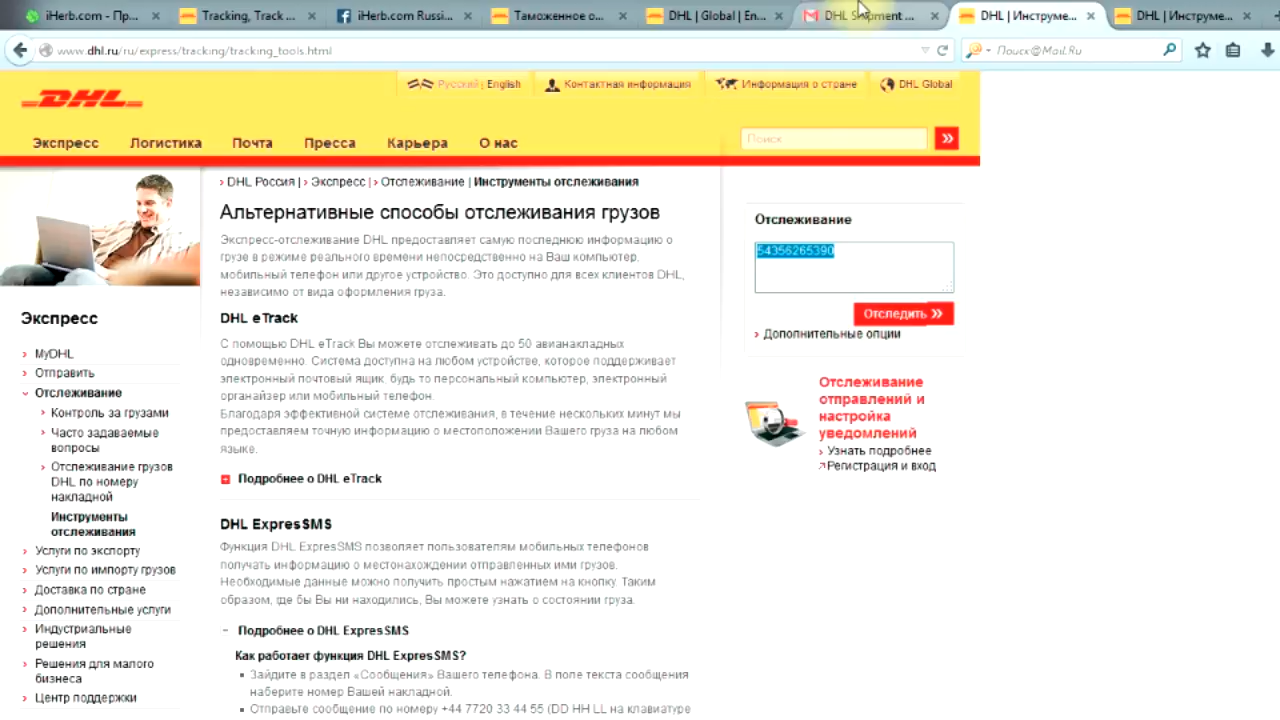 iHerb.com - Пр...
Tracking, Track ...
iHerb.com Russi...
Таможенное о...
DHL | Global | En...
DHL Shipment ...
DHL | Инструме...
DHL | Инструме...
www.dhl.ru/ru/express/tracking/tracking_tools.html
Поиск@Mail.Ru
Русский | English
Контактная информация
Информация о стране
DHL Global
DHL
Экспресс
Логистика
Почта
Пресса
Карьера
О нас
Поиск
DHL Россия | Экспресс | Отслеживание | Инструменты отслеживания
Альтернативные способы отслеживания грузов
Экспресс-отслеживание DHL предоставляет самую последнюю информацию о
грузе в режиме реального времени непосредственно на Ваш компьютер,
мобильный телефон или другое устройство. Это доступно для всех клиентов DHL,
независимо от вида оформления груза.
DHL eTrack
С помощью DHL eTrack Вы можете отслеживать до 50 авианакладных
одновременно. Система доступна на любом устройстве, которое поддерживает
электронный почтовый ящик, будь то персональный компьютер, электронный
органайзер или мобильный телефон.
Благодаря эффективной системе отслеживания, в течение нескольких минут мы
предоставляем точную информацию о местоположении Вашего груза на любом
языке.
Подробнее о DHL eTrack
DHL ExpresSMS
Функция DHL ExpresSMS позволяет пользователям мобильных телефонов
получать информацию о местонахождении отправленных ими грузов.
Необходимые данные можно получить простым нажатием на кнопку. Таким
образом, где бы Вы ни находились, Вы можете узнать о состоянии груза.
Подробнее о DHL ExpresSMS
Как работает функция DHL ExpresSMS?
Зайдите в раздел «Сообщения» Вашего телефона. В поле текста сообщения
наберите номер Вашей накладной.
Отправьте сообщение по номеру +44 7720 33 44 55 (DD HH LL на клавиатуре
Экспресс
MyDHL
Отправить
Отслеживание
Контроль за грузами
Часто задаваемые
вопросы
Отслеживание грузов
DHL по номеру
накладной
Инструменты
отслеживания
Услуги по экспорту
Услуги по импорту грузов
Доставка по стране
Дополнительные услуги
Индустриальные
решения
Решения для малого
бизнеса
Центр поддержки
Отслеживание
54356265390
Отследить
Дополнительные опции
Отслеживание
отправлений и
настройка
уведомлений
Узнать подробнее
Регистрация и вход